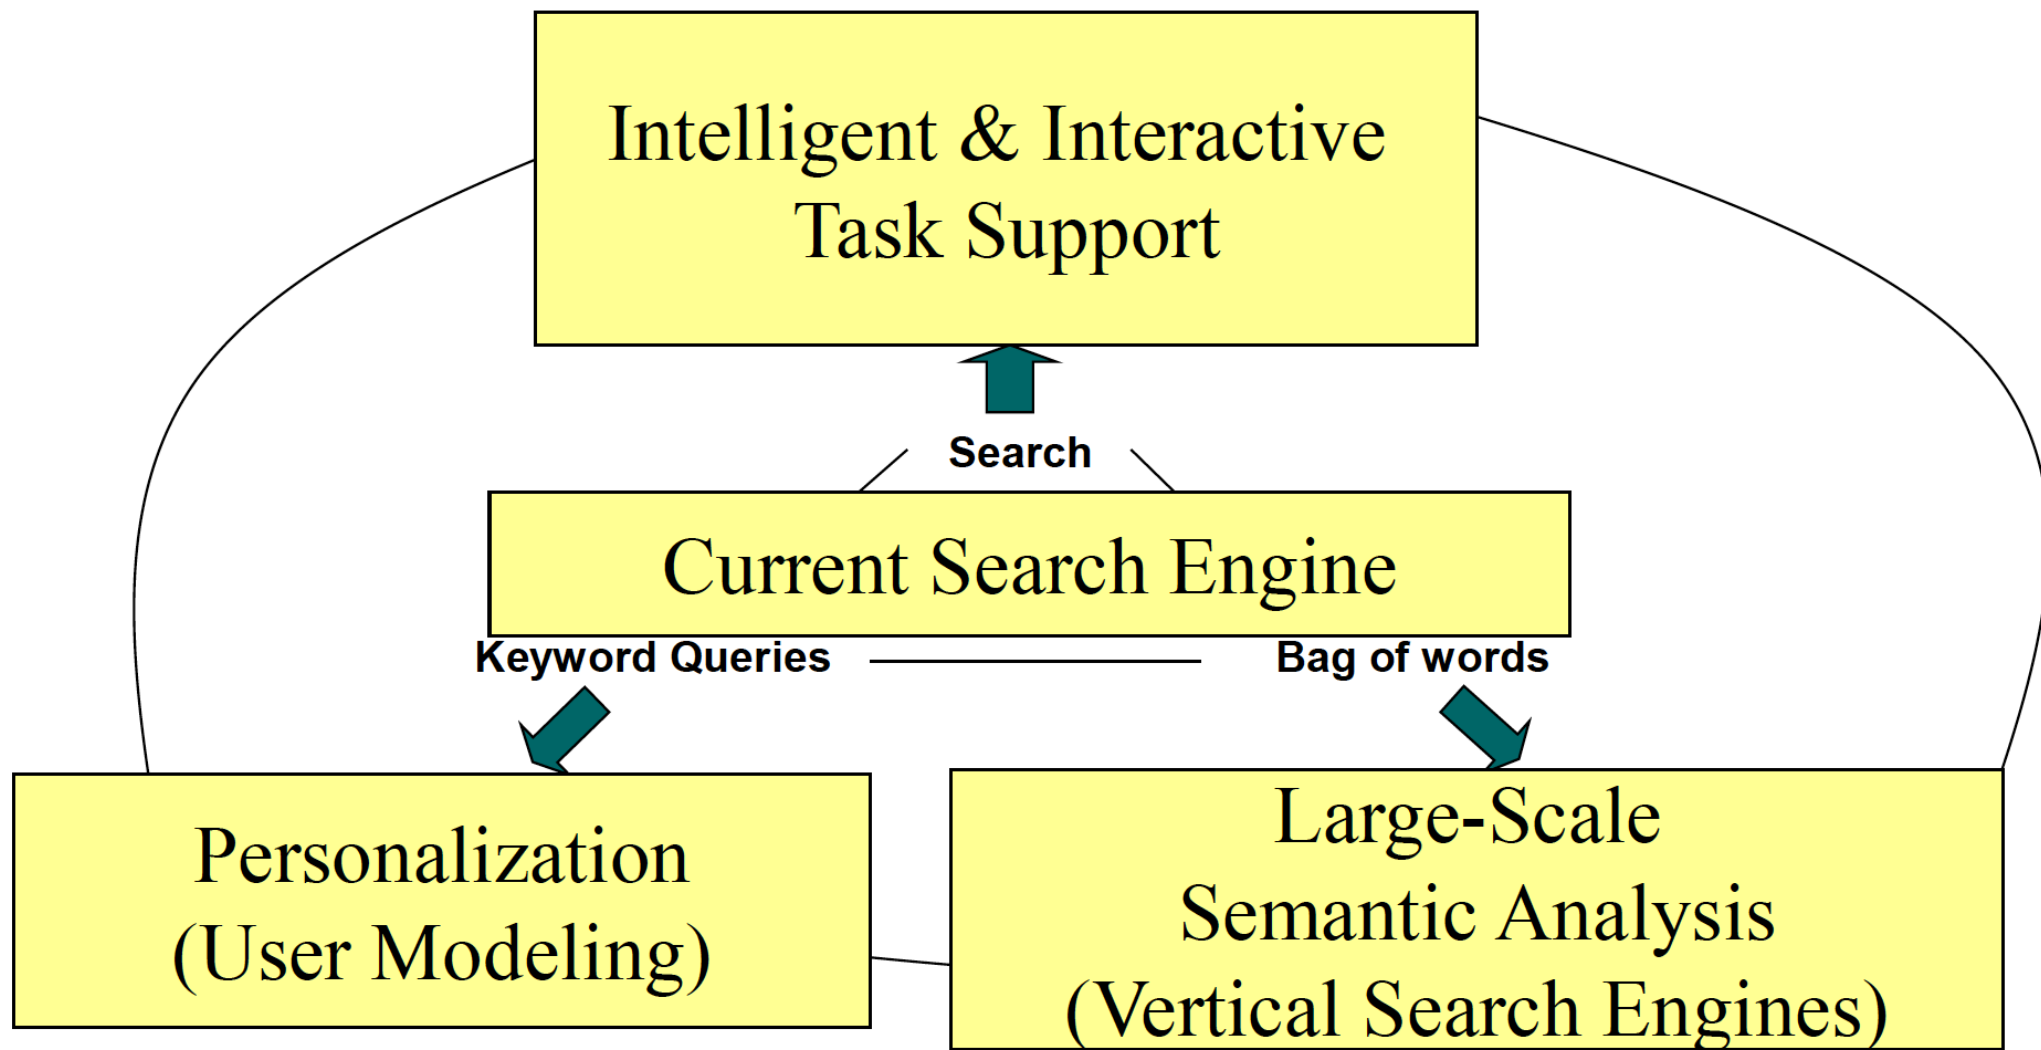 Intelligent & Interactive
Task Support
Search
Current Search Engine
Keyword Queries
Bag of words
Personalization
(User Modeling)
Large-Scale
Semantic Analysis
(Vertical Search Engines)